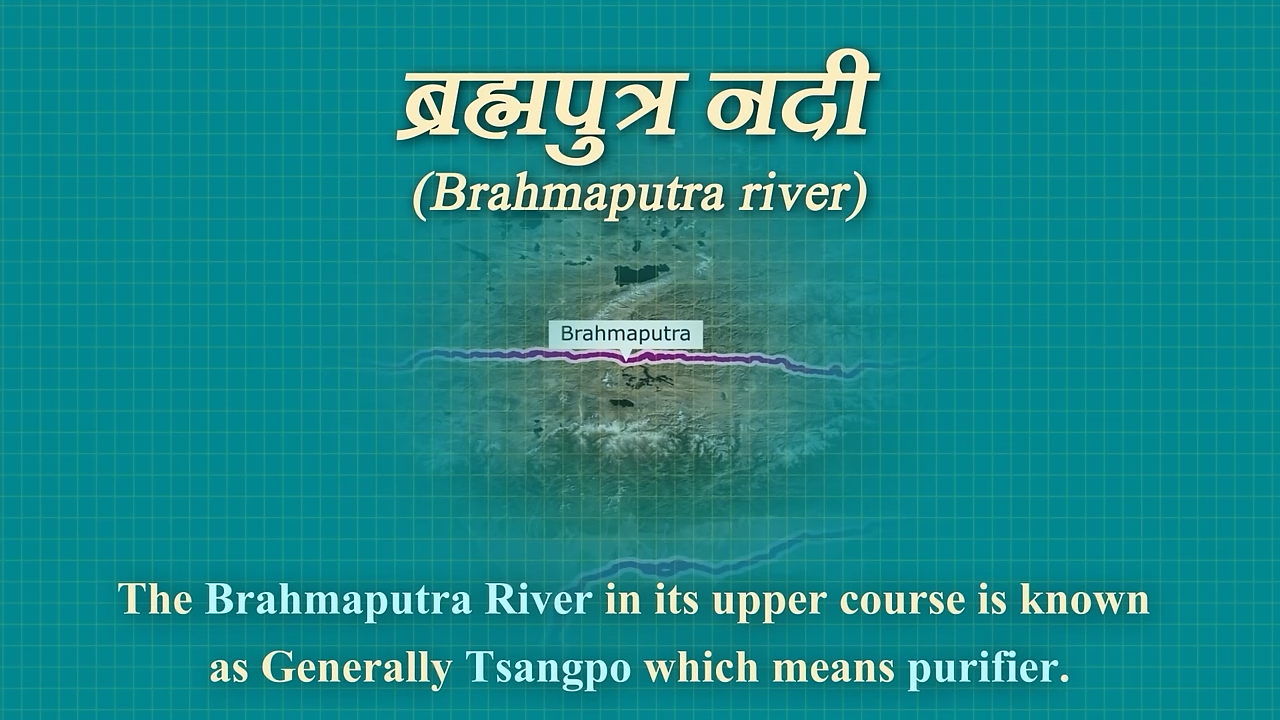 ब्रह्मपुत्र नदी
(Brahmaputra river)
Brahmaputra
The Brahmaputra River in its upper course is known
as Generally Tsangpo which means purifier.